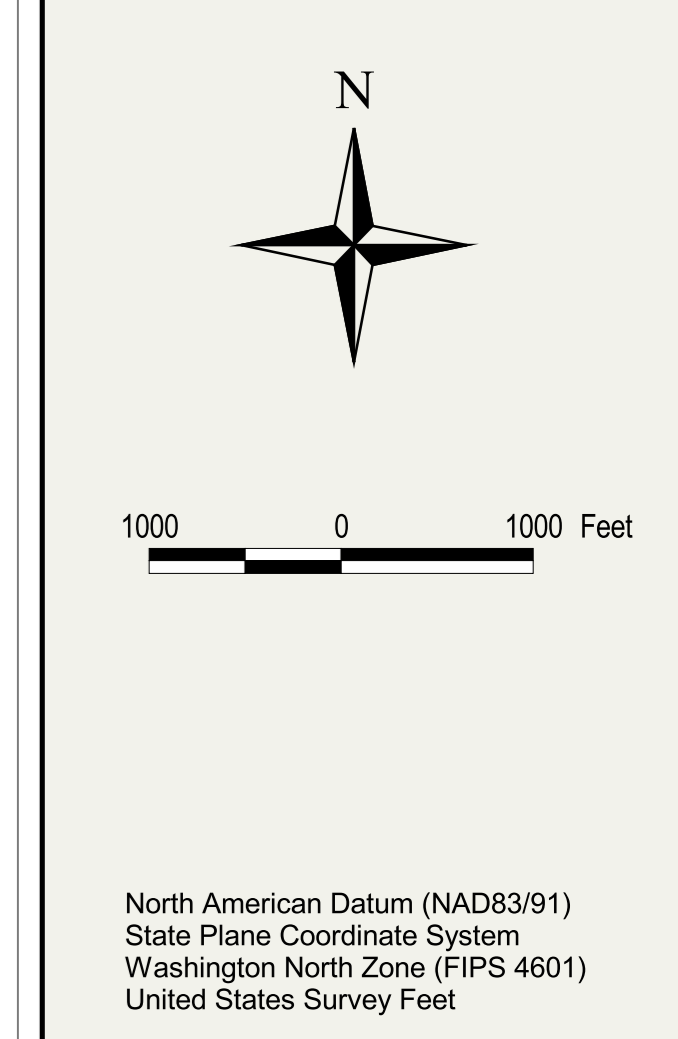 N
1000 0 1000 Feet
North American Datum (NAD83/91)
State Plane Coordinate System
Washington North Zone (FIPS 4601)
United States Survey Feet